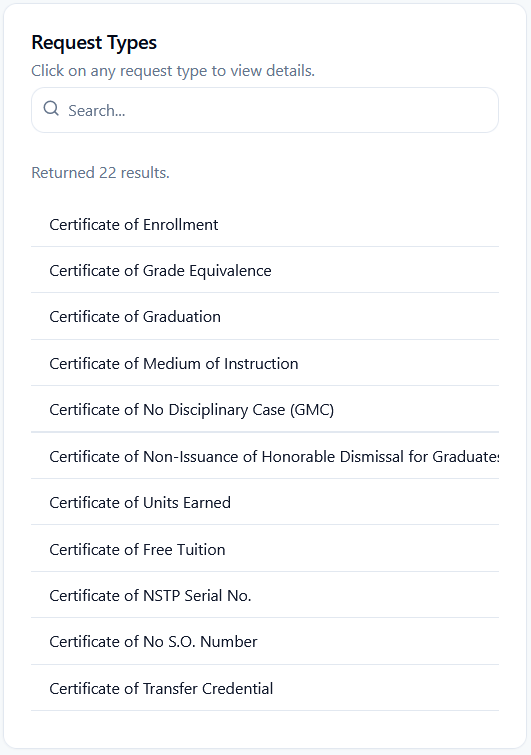 Request Types
Click on any request type to view details.
Search...
Returned 22 results.
Certificate of Enrollment
Certificate of Grade Equivalence
Certificate of Graduation
Certificate of Medium of Instruction
Certificate of No Disciplinary Case (GMC)
Certificate of Non-Issuance of Honorable Dismissal for Graduates
Certificate of Units Earned
Certificate of Free Tuition
Certificate of NSTP Serial No.
Certificate of No S.O. Number
Certificate of Transfer Credential